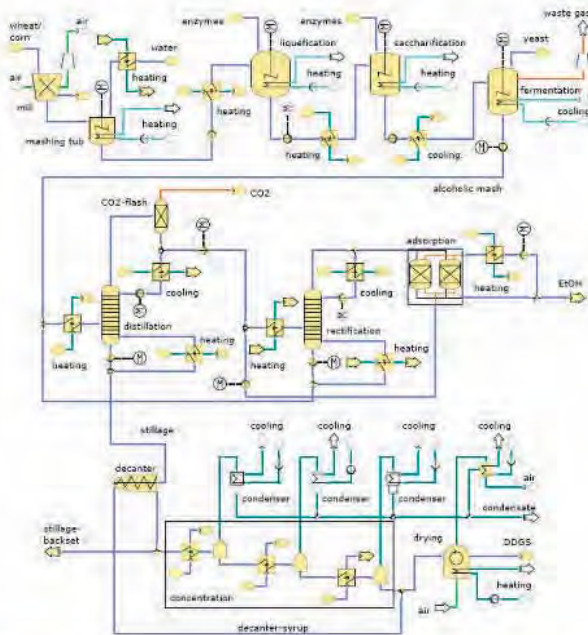 waste gas
wheat/
corn
air
enzymes
enzymes
yeast
water
liquefication
saccharification
air
heating
heating
heating
fermentation
mill
heating
heating
cooling
mashing tub
heating
cooling
alcoholic mash
CO2-flash
CO2
adsorption
cooling
cooling
heating
EtOH
distillation
rectification
heating
heating
heating
heating
stillage
cooling
cooling
cooling
cooling
decanter
air
condenser
condenser
condenser
condensate
stillage-
backset
drying
DDGS
concentration
heating
air
decanter-syrup
M
M
M
M
M
M
M
M
M
M
M
M
M